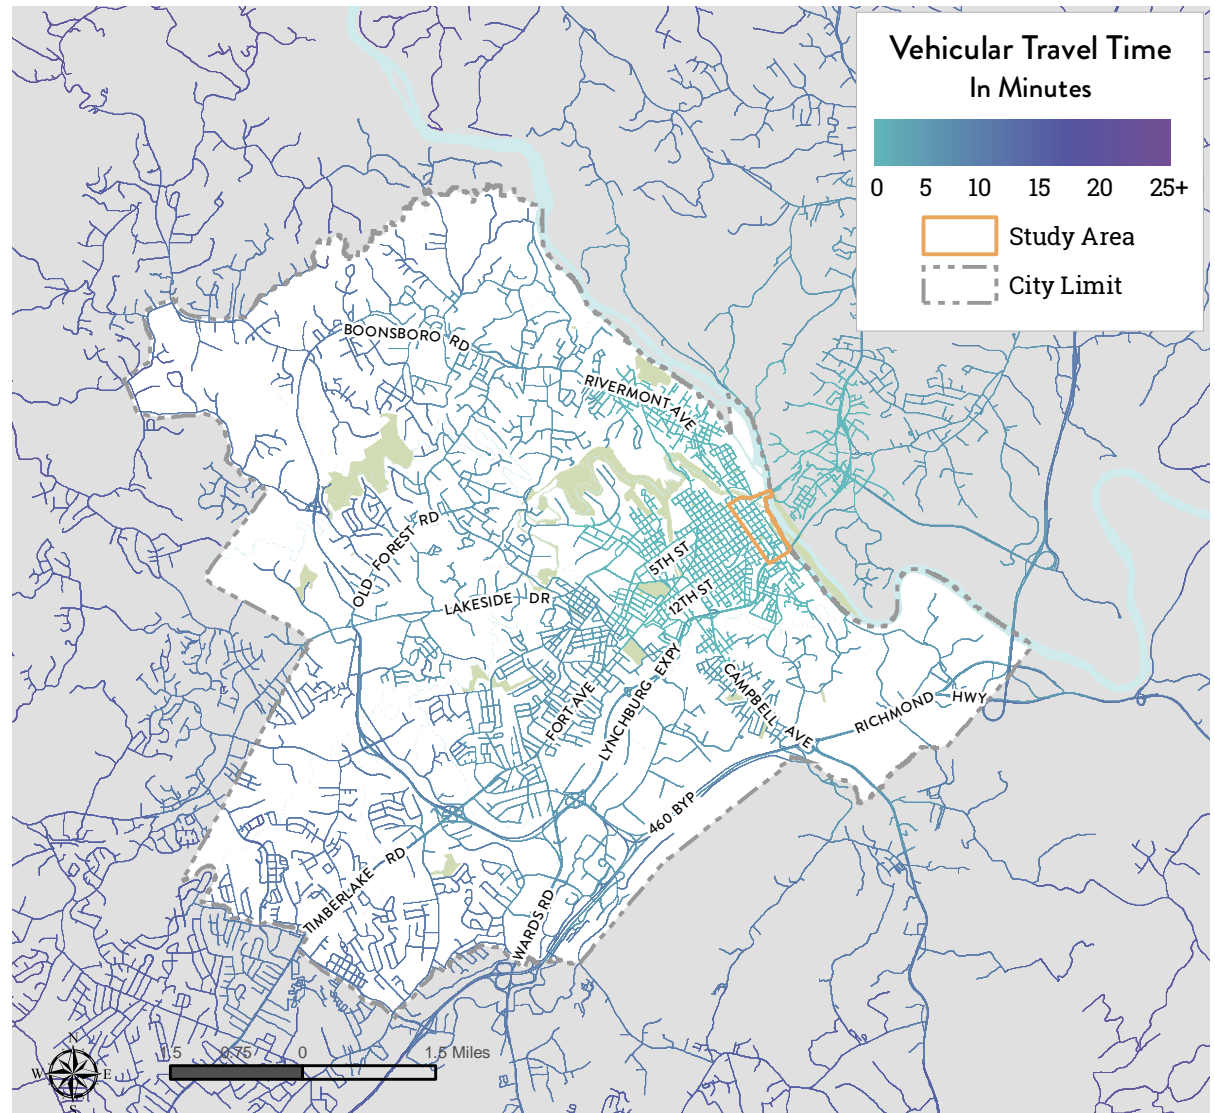 Vehicular Travel Time
In Minutes
0 5 10 15 20 25+
Study Area
City Limit
BOONSBORO RD
RIVERMONT AVE
OLD FOREST RD
5TH ST
LAKESIDE DR
12TH ST
FORT AVE
LYNCHBURG EXPY
CAMPBELL AVE
RICHMOND HWY
460 BYP
TIMBERLAKE RD
WARDS RD
N
W E
S
1.5 0.75 0 1.5 Miles